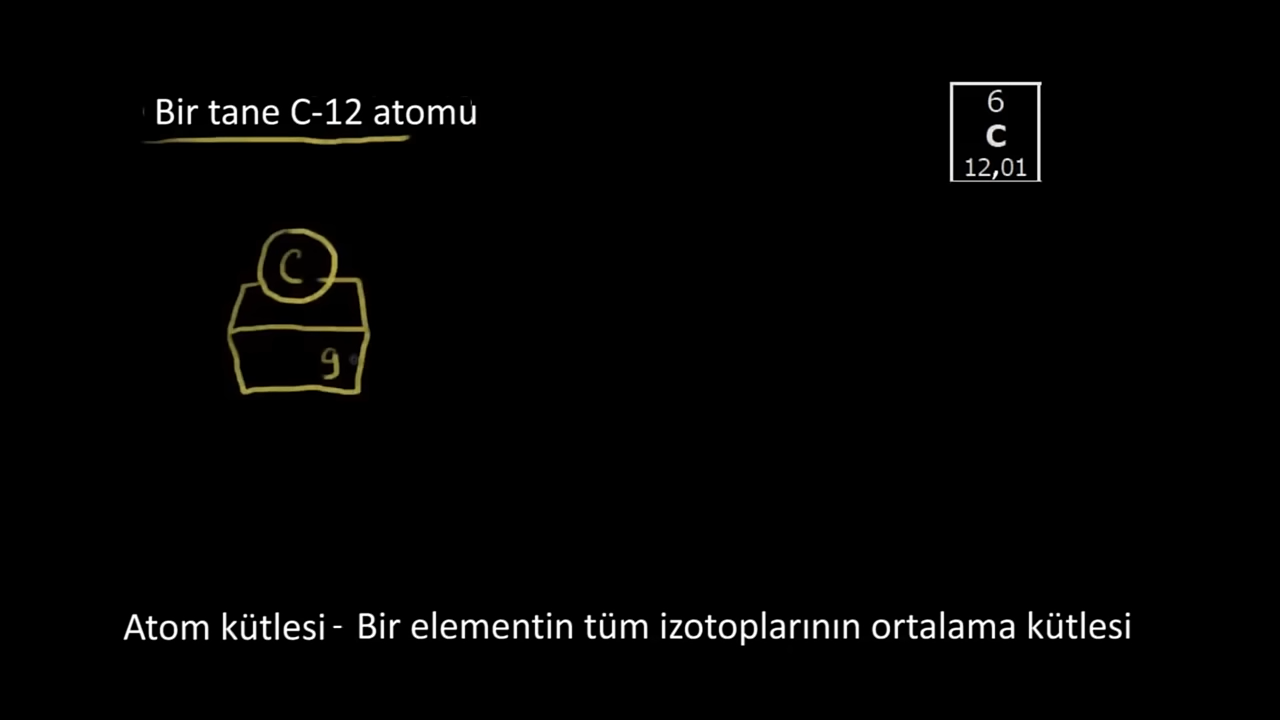 Bir tane C-12 atomu
6
C
12,01
C
g
Atom kütlesi - Bir elementin tüm izotoplarının ortalama kütlesi